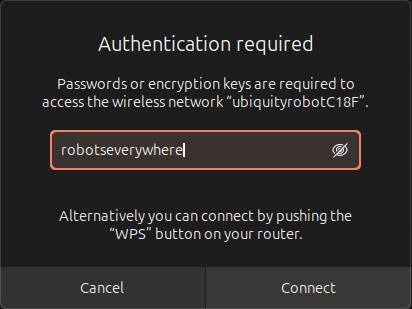 Authentication required
Passwords or encryption keys are required to
access the wireless network “ubiquityrobotC18F”.
robotseverywhere
Alternatively you can connect by pushing the
“WPS” button on your router.
Cancel
Connect